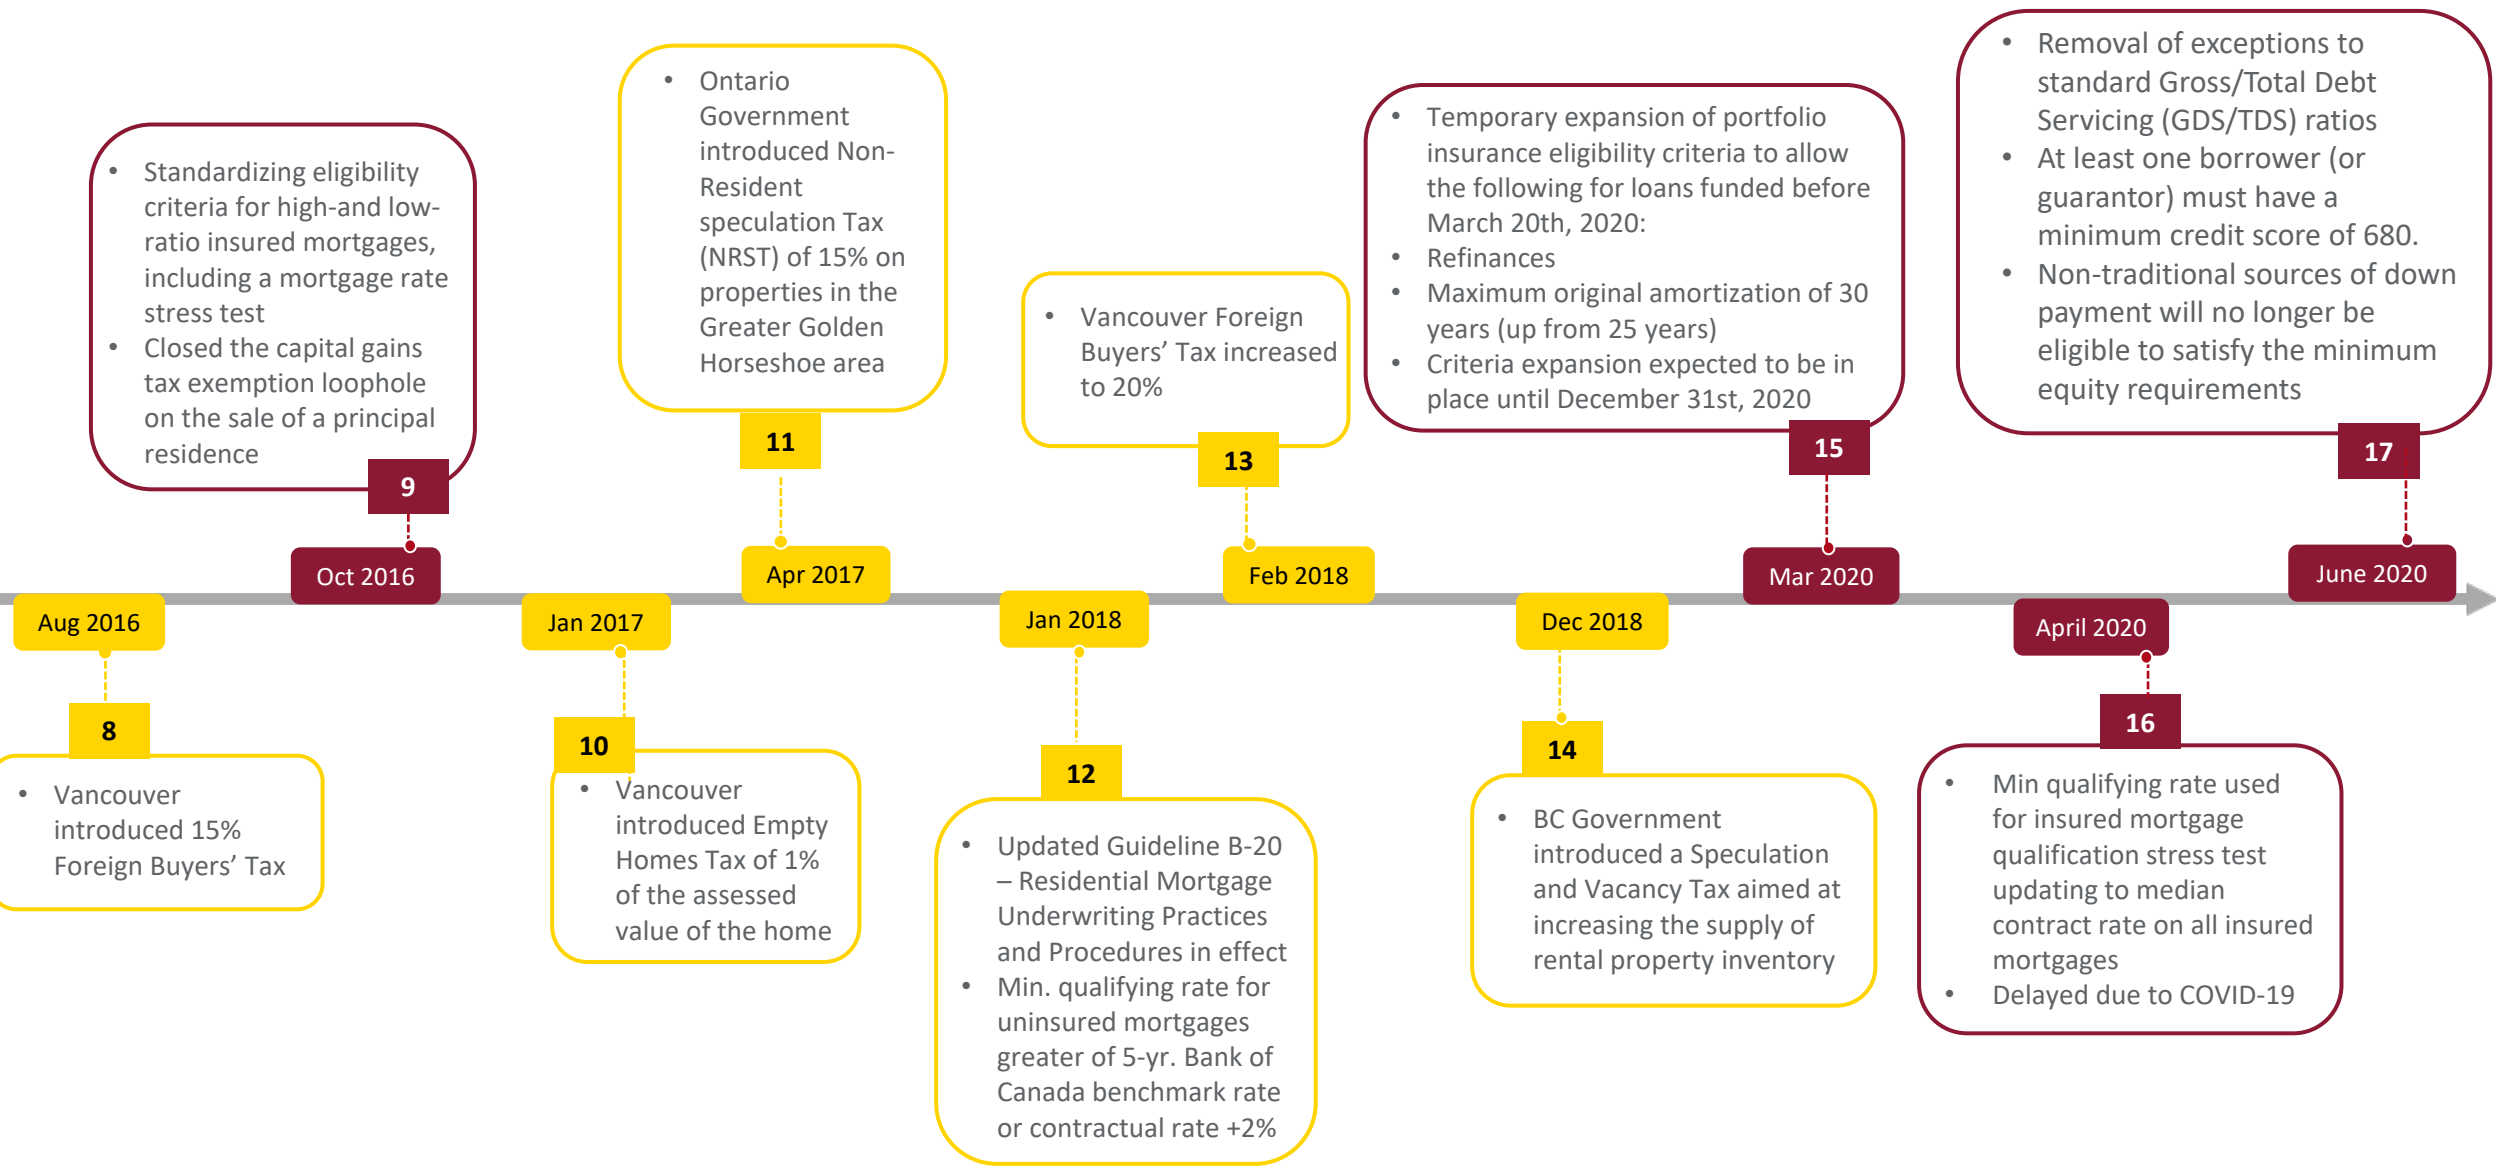 • Standardizing eligibility
criteria for high-and low-
ratio insured mortgages,
including a mortgage rate
stress test
• Closed the capital gains
tax exemption loophole
on the sale of a principal
residence
9
Oct 2016
• Ontario
Government
introduced Non-
Resident
speculation Tax
(NRST) of 15% on
properties in the
Greater Golden
Horseshoe area
11
Apr 2017
• Vancouver Foreign
Buyers’ Tax increased
to 20%
13
Feb 2018
• Temporary expansion of portfolio
insurance eligibility criteria to allow
the following for loans funded before
March 20th, 2020:
• Refinances
• Maximum original amortization of 30
years (up from 25 years)
• Criteria expansion expected to be in
place until December 31st, 2020
15
Mar 2020
• Removal of exceptions to
standard Gross/Total Debt
Servicing (GDS/TDS) ratios
• At least one borrower (or
guarantor) must have a
minimum credit score of 680.
• Non-traditional sources of down
payment will no longer be
eligible to satisfy the minimum
equity requirements
17
June 2020
Aug 2016
8
• Vancouver
introduced 15%
Foreign Buyers’ Tax
Jan 2017
10
• Vancouver
introduced Empty
Homes Tax of 1%
of the assessed
value of the home
Jan 2018
12
• Updated Guideline B-20
– Residential Mortgage
Underwriting Practices
and Procedures in effect
• Min. qualifying rate for
uninsured mortgages
greater of 5-yr. Bank of
Canada benchmark rate
or contractual rate +2%
Dec 2018
14
• BC Government
introduced a Speculation
and Vacancy Tax aimed at
increasing the supply of
rental property inventory
April 2020
16
• Min qualifying rate used
for insured mortgage
qualification stress test
updating to median
contract rate on all insured
mortgages
• Delayed due to COVID-19